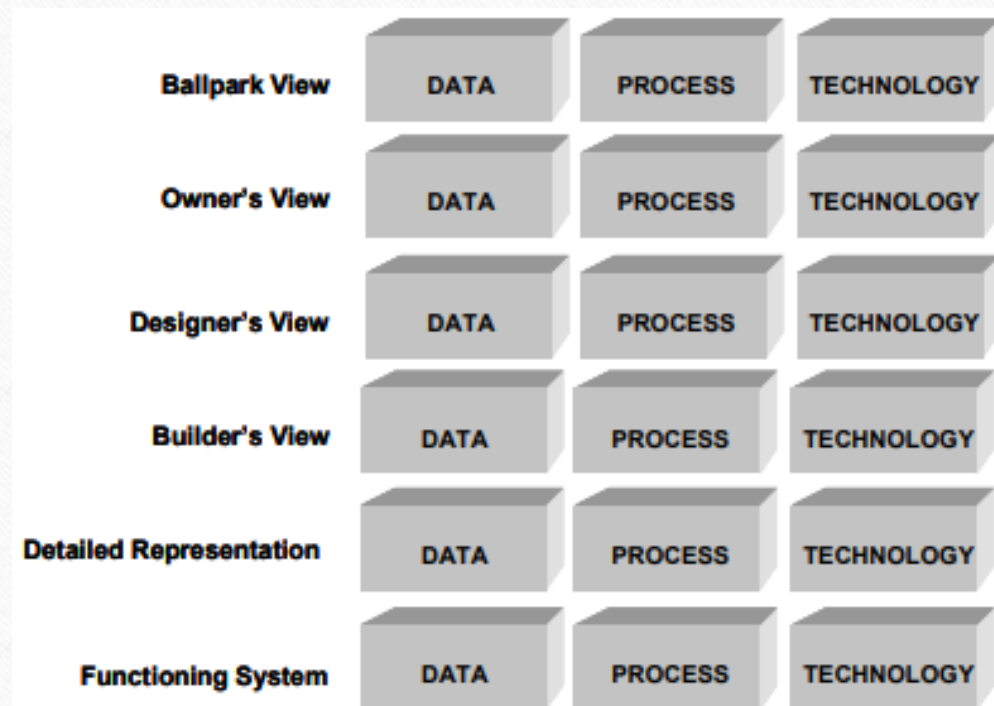 Ballpark View DATA PROCESS TECHNOLOGY
Owner's View DATA PROCESS TECHNOLOGY
Designer's View DATA PROCESS TECHNOLOGY
Builder's View DATA PROCESS TECHNOLOGY
Detailed Representation DATA PROCESS TECHNOLOGY
Functioning System DATA PROCESS TECHNOLOGY